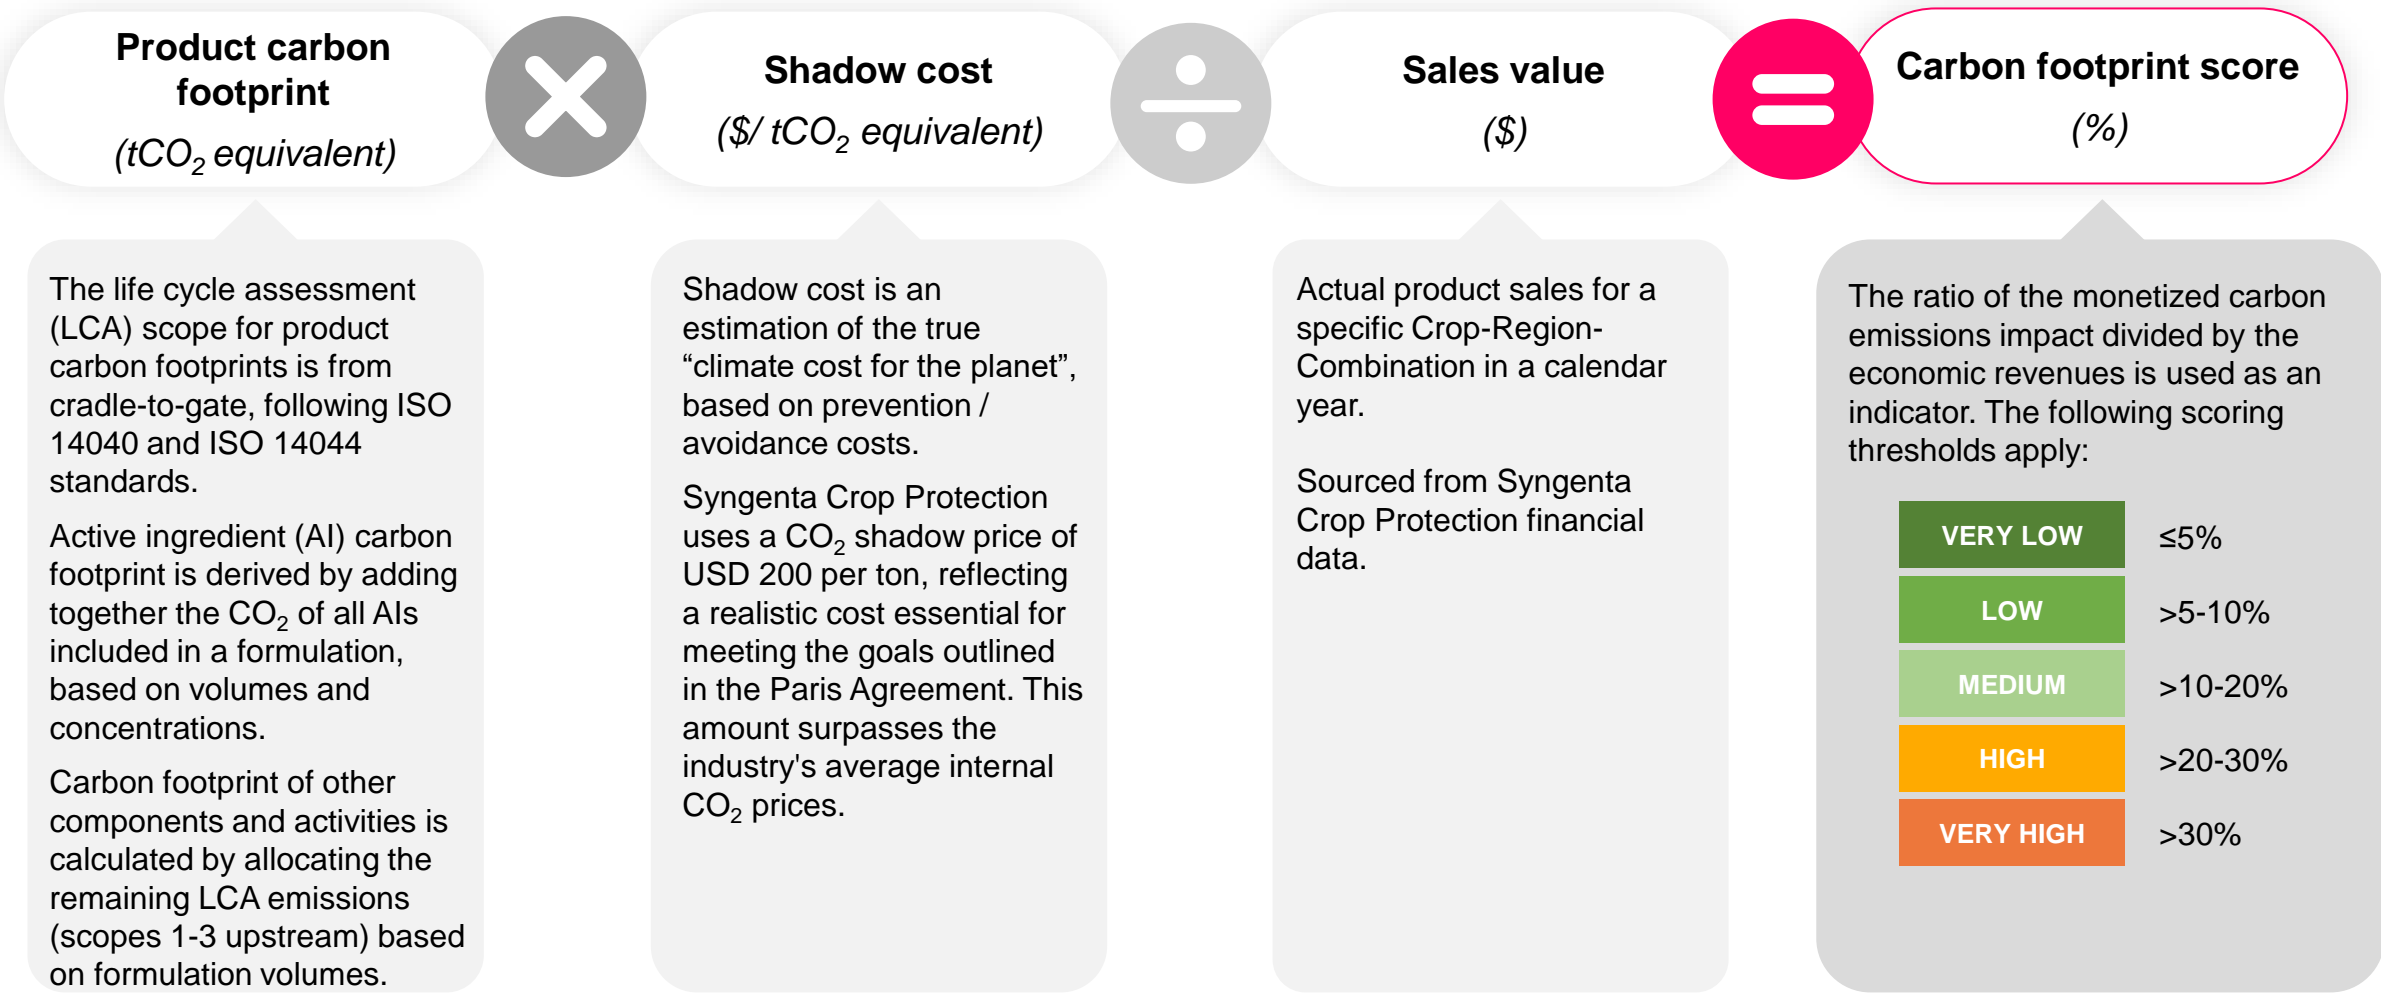 Product carbon
footprint
(tCO₂ equivalent)
Shadow cost
($/ tCO₂ equivalent)
Sales value
($)
Carbon footprint score
(%)
The life cycle assessment
(LCA) scope for product
carbon footprints is from
cradle-to-gate, following ISO
14040 and ISO 14044
standards.
Active ingredient (AI) carbon
footprint is derived by adding
together the CO₂ of all AIs
included in a formulation,
based on volumes and
concentrations.
Carbon footprint of other
components and activities is
calculated by allocating the
remaining LCA emissions
(scopes 1-3 upstream) based
on formulation volumes.
Shadow cost is an
estimation of the true
“climate cost for the planet”,
based on prevention /
avoidance costs.
Syngenta Crop Protection
uses a CO₂ shadow price of
USD 200 per ton, reflecting
a realistic cost essential for
meeting the goals outlined
in the Paris Agreement. This
amount surpasses the
industry's average internal
CO₂ prices.
Actual product sales for a
specific Crop-Region-
Combination in a calendar
year.
Sourced from Syngenta
Crop Protection financial
data.
The ratio of the monetized carbon
emissions impact divided by the
economic revenues is used as an
indicator. The following scoring
thresholds apply:
VERY LOW ≤5%
LOW >5-10%
MEDIUM >10-20%
HIGH >20-30%
VERY HIGH >30%